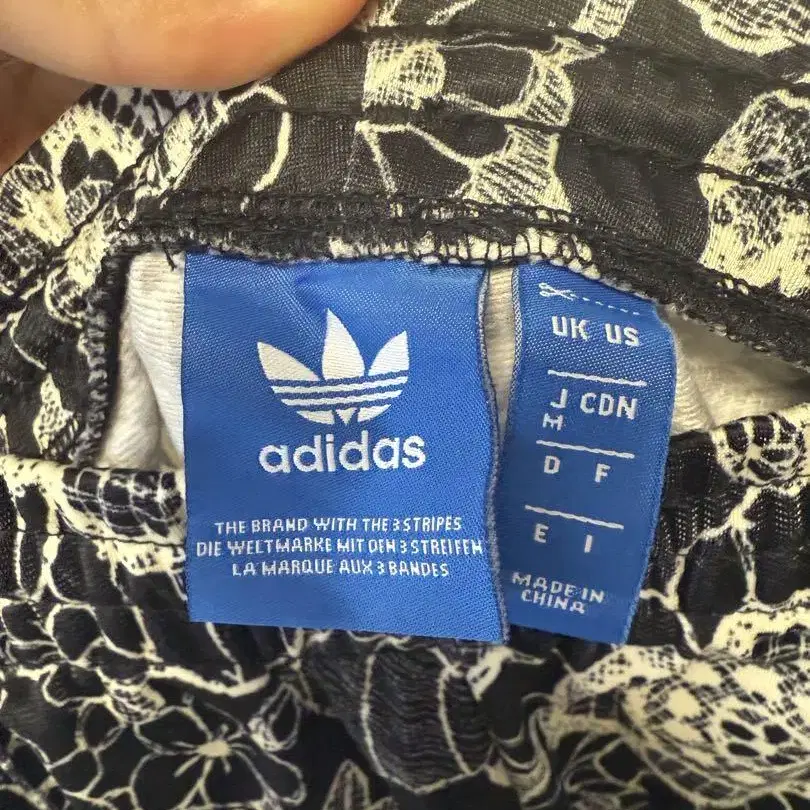 adidas
THE BRAND WITH THE 3 STRIPES
DIE WELTMARKE MIT DEN 3 STREIFEN
LA MARQUE AUX 3 BANDES
UK US
J CDN
M
D F
E I
MADE IN
CHINA